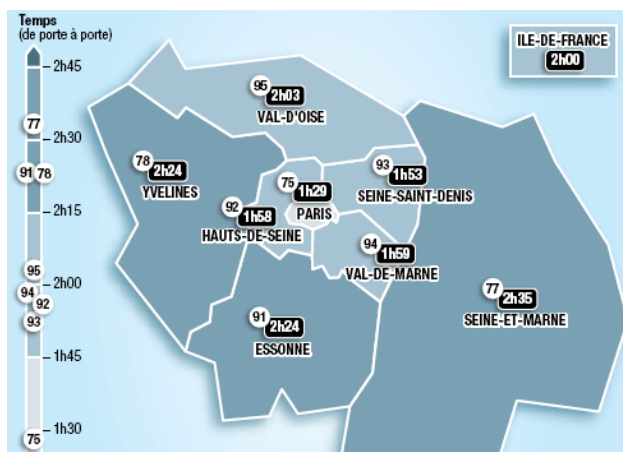 Temps
(de porte à porte)
2h45
77
2h30
91 78
2h15
95
2h00
94
92
93
1h45
1h30
75
ILE-DE-FRANCE
2h00
95
2h03
VAL-D'OISE
78
2h24
YVELINES
93
1h53
SEINE-SAINT-DENIS
75
1h29
PARIS
92
1h58
HAUTS-DE-SEINE
94
1h59
VAL-DE-MARNE
77
2h35
SEINE-ET-MARNE
91
2h24
ESSONNE